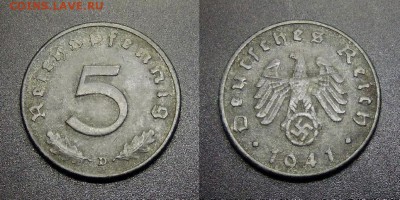 COINS.LAVE.RU
Reichspfennig
5
D
Deutsches Reich
1941